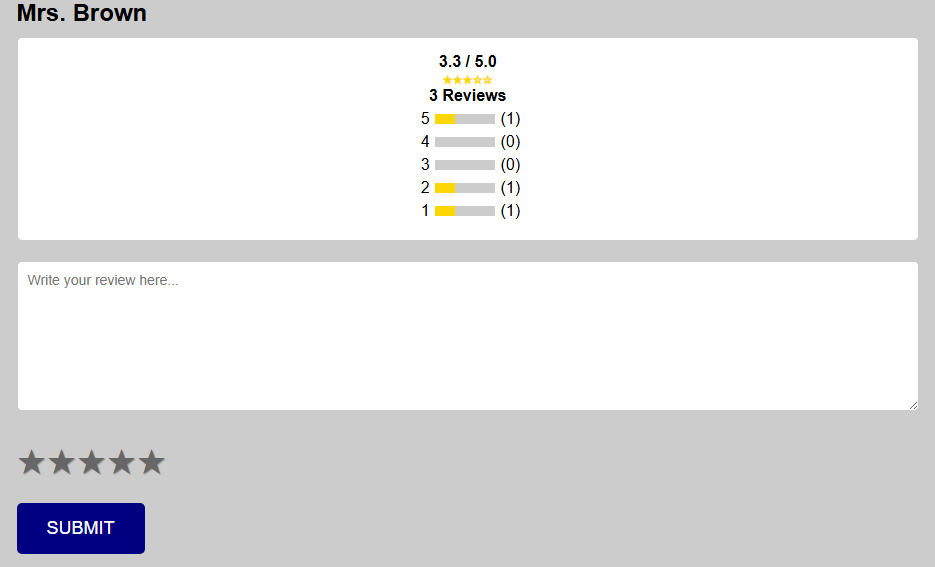 Mrs. Brown
3.3 / 5.0
3 Reviews
5 (1)
4 (0)
3 (0)
2 (1)
1 (1)
Write your review here...
SUBMIT